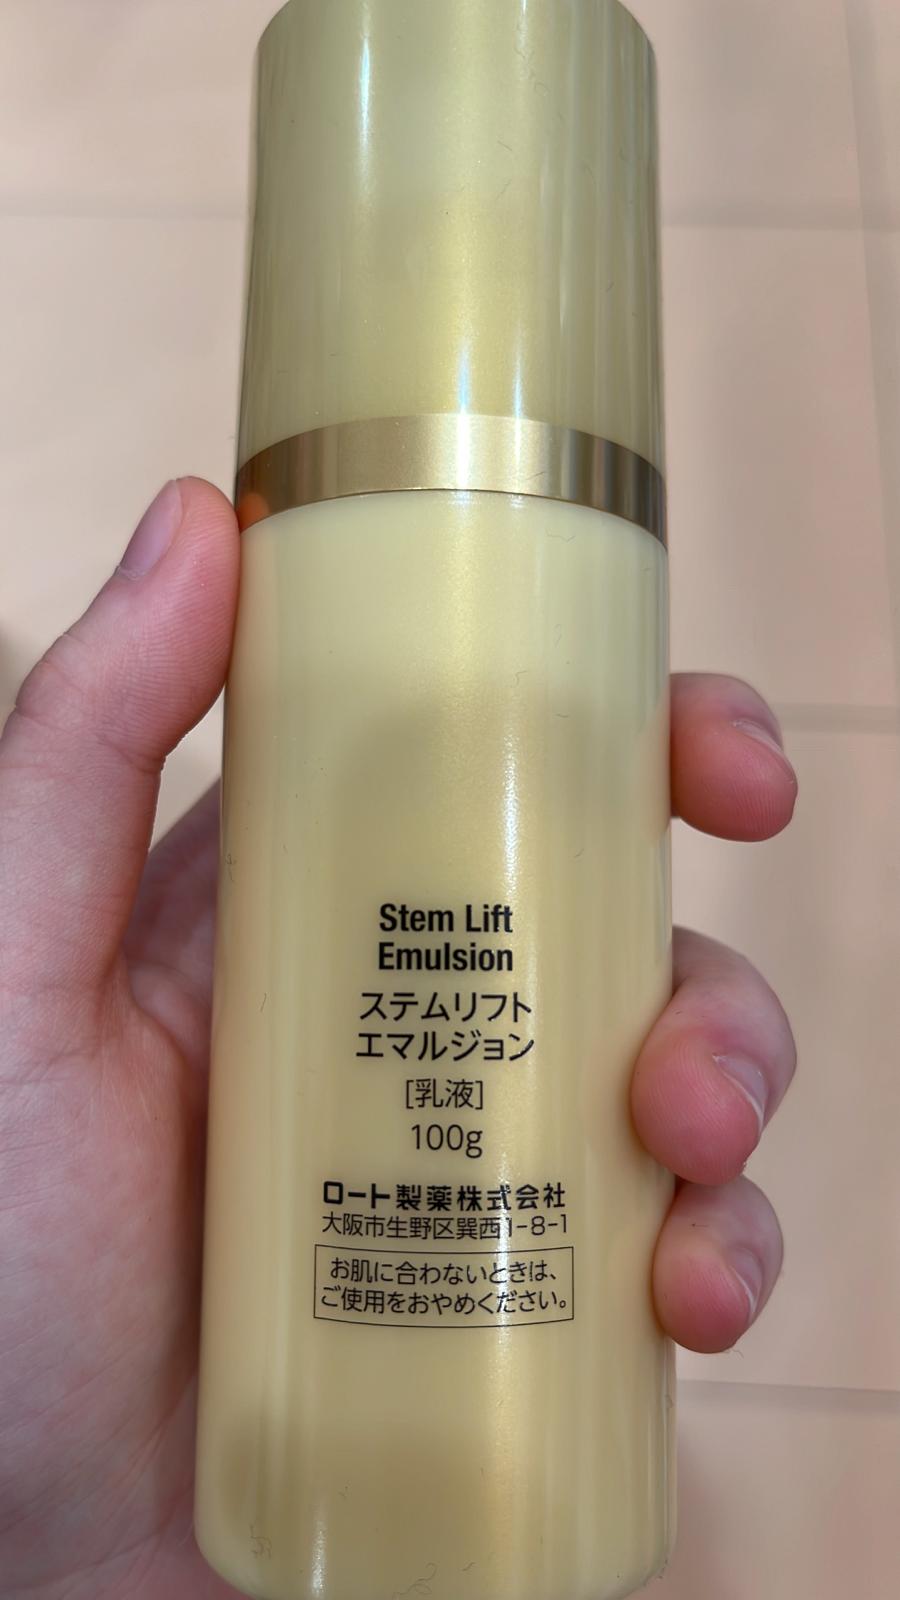 Stem Lift
Emulsion
ステムリフト
エマルジョン
[乳液]
100g
ロート製薬株式会社
大阪市生野区巽西1-8-1
お肌に合わないときは、
ご使用をおやめください。